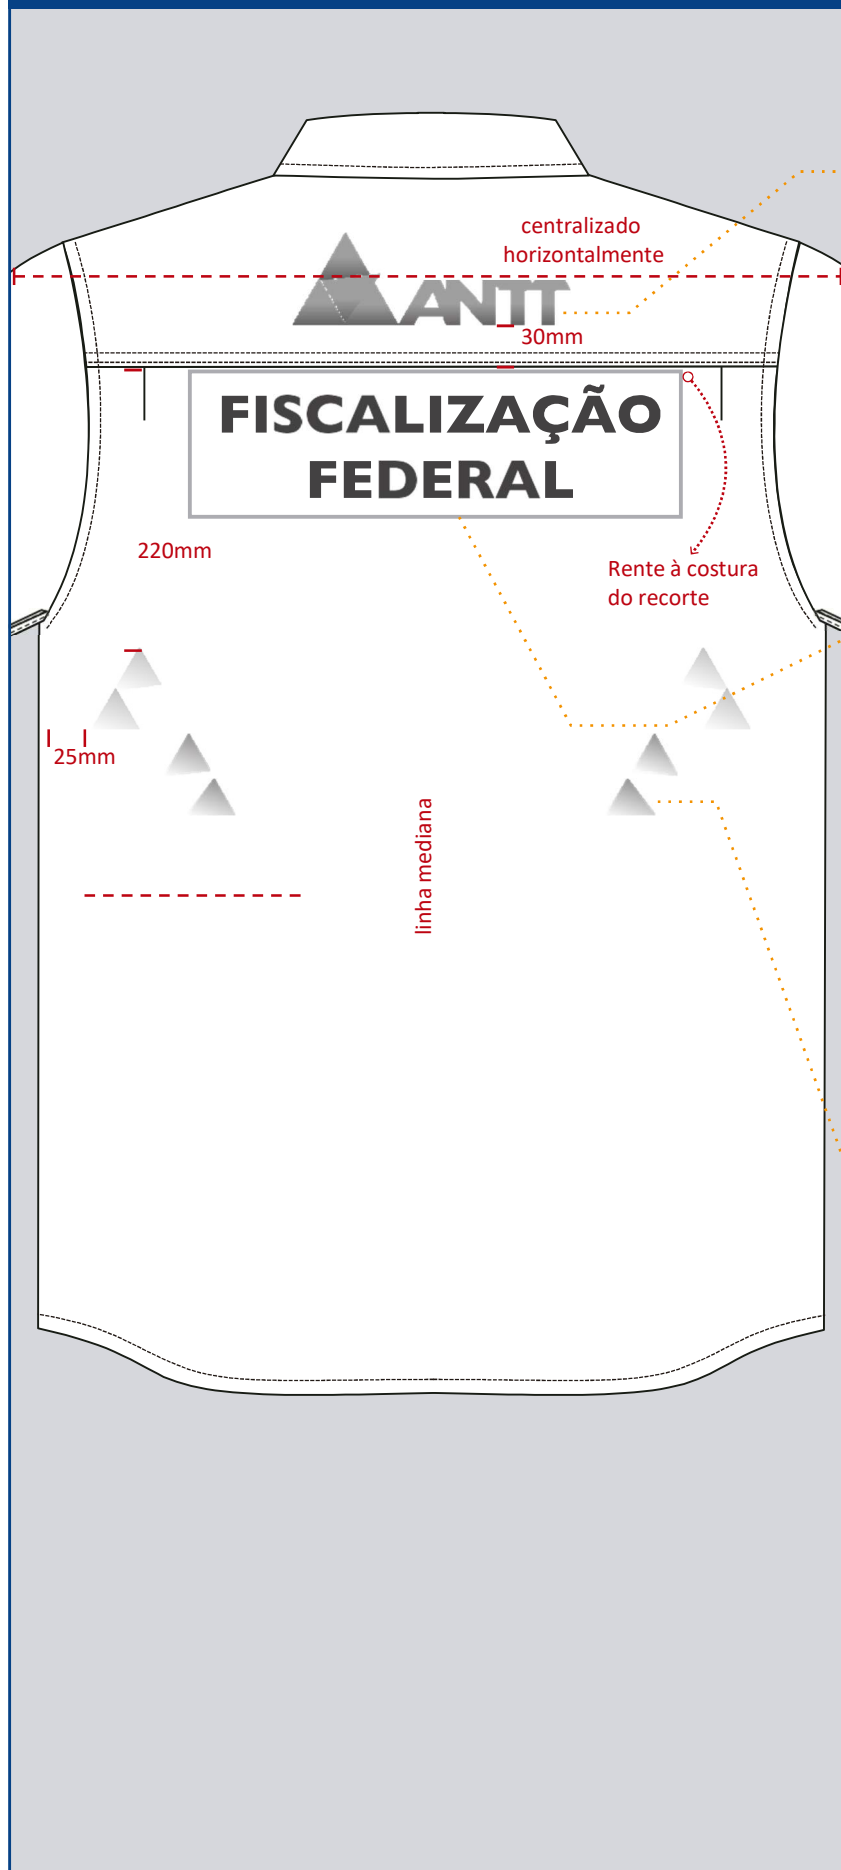 centralizado
horizontalmente
ANTT
30mm
FISCALIZAÇÃO
FEDERAL
220mm
Rente à costura
do recorte
25mm
linha mediana